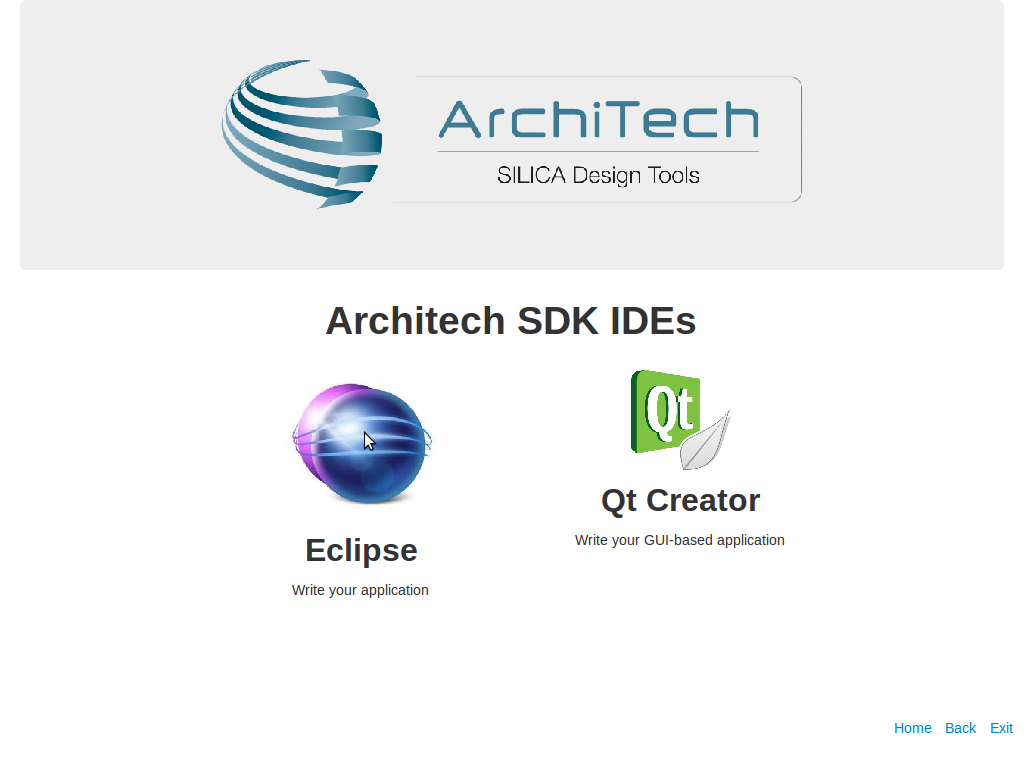 ArchiTech
SILICA Design Tools
Architech SDK IDEs
Qt
Eclipse
Write your application
Qt Creator
Write your GUI-based application
Home Back Exit